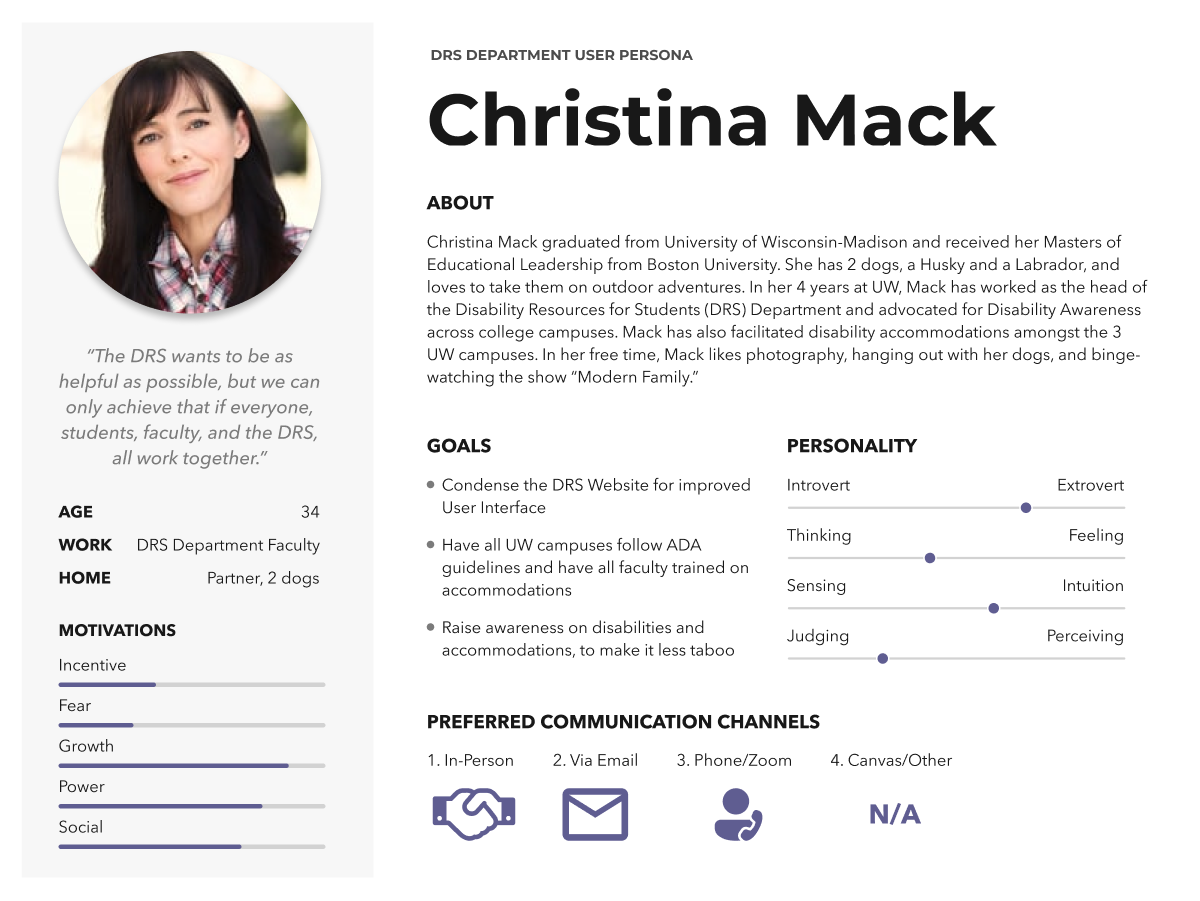 DRS DEPARTMENT USER PERSONA
Christina Mack
“The DRS wants to be as
helpful as possible, but we can
only achieve that if everyone,
students, faculty, and the DRS,
all work together.”
AGE 34
WORK DRS Department Faculty
HOME Partner, 2 dogs
MOTIVATIONS
Incentive
Fear
Growth
Power
Social
ABOUT
Christina Mack graduated from University of Wisconsin-Madison and received her Masters of
Educational Leadership from Boston University. She has 2 dogs, a Husky and a Labrador, and
loves to take them on outdoor adventures. In her 4 years at UW, Mack has worked as the head of
the Disability Resources for Students (DRS) Department and advocated for Disability Awareness
across college campuses. Mack has also facilitated disability accommodations amongst the 3
UW campuses. In her free time, Mack likes photography, hanging out with her dogs, and binge-
watching the show “Modern Family.”
GOALS
Condense the DRS Website for improved
User Interface
Have all UW campuses follow ADA
guidelines and have all faculty trained on
accommodations
Raise awareness on disabilities and
accommodations, to make it less taboo
PERSONALITY
Introvert Extrovert
Thinking Feeling
Sensing Intuition
Judging Perceiving
PREFERRED COMMUNICATION CHANNELS
1. In-Person 2. Via Email 3. Phone/Zoom 4. Canvas/Other
N/A